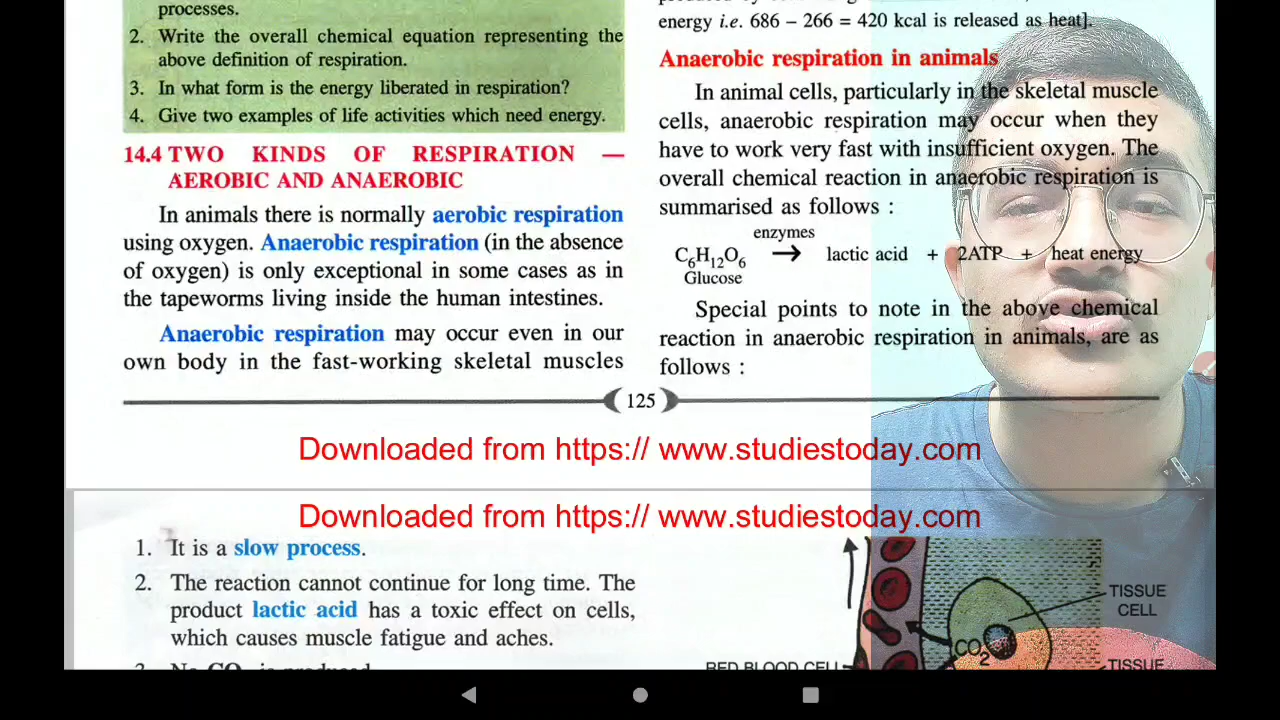 processes.
2. Write the overall chemical equation representing the
above definition of respiration.
3. In what form is the energy liberated in respiration?
4. Give two examples of life activities which need energy.
14.4 TWO KINDS OF RESPIRATION —
AEROBIC AND ANAEROBIC
In animals there is normally aerobic respiration
using oxygen. Anaerobic respiration (in the absence
of oxygen) is only exceptional in some cases as in
the tapeworms living inside the human intestines.
Anaerobic respiration may occur even in our
own body in the fast-working skeletal muscles
energy i.e. 686 – 266 = 420 kcal is released as heat].
Anaerobic respiration in animals
In animal cells, particularly in the skeletal muscle
cells, anaerobic respiration may occur when they
have to work very fast with insufficient oxygen. The
overall chemical reaction in anaerobic respiration is
summarised as follows :
enzymes
C₆H₁₂O₆ → lactic acid + 2ATP + heat energy
Glucose
Special points to note in the above chemical
reaction in anaerobic respiration in animals, are as
follows :
125
Downloaded from https:// www.studiestoday.com
Downloaded from https:// www.studiestoday.com
1. It is a slow process.
2. The reaction cannot continue for long time. The
product lactic acid has a toxic effect on cells,
which causes muscle fatigue and aches.
TISSUE
CELL
CO₂
RED BLOOD CELL
TISSUE